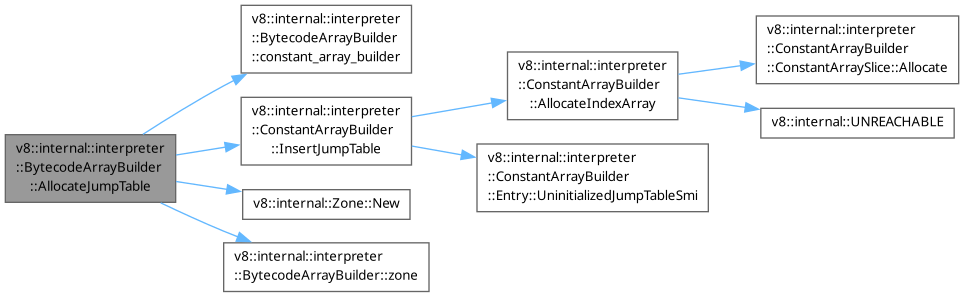 v8::internal::interpreter
::BytecodeArrayBuilder
::AllocateJumpTable
v8::internal::interpreter
::BytecodeArrayBuilder
::constant_array_builder
v8::internal::interpreter
::ConstantArrayBuilder
::InsertJumpTable
v8::internal::Zone::New
v8::internal::interpreter
::BytecodeArrayBuilder::zone
v8::internal::interpreter
::ConstantArrayBuilder
::AllocateIndexArray
v8::internal::interpreter
::ConstantArrayBuilder
::Entry::UninitializedJumpTableSmi
v8::internal::interpreter
::ConstantArrayBuilder
::ConstantArraySlice::Allocate
v8::internal::UNREACHABLE